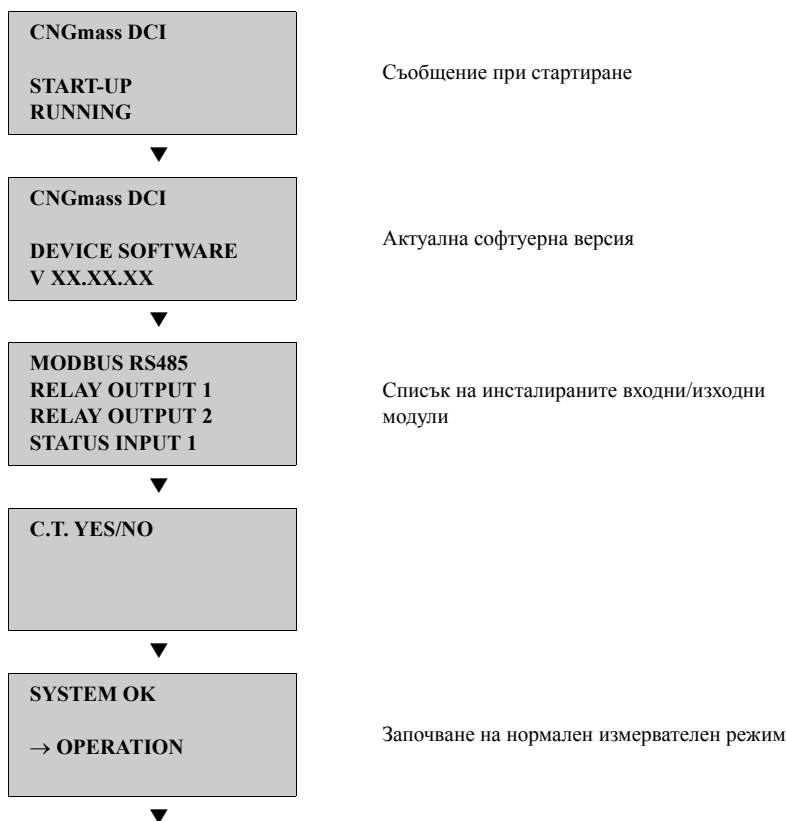 CNGmass DCI
START-UP
RUNNING
Съобщение при стартиране
▼
CNGmass DCI
DEVICE SOFTWARE
V XX.XX.XX
Актуална софтуерна версия
▼
MODBUS RS485
RELAY OUTPUT 1
RELAY OUTPUT 2
STATUS INPUT 1
Списък на инсталираните входни/изходни
модули
▼
C.T. YES/NO
▼
SYSTEM OK
→ OPERATION
Започване на нормален измервателен режим
▼